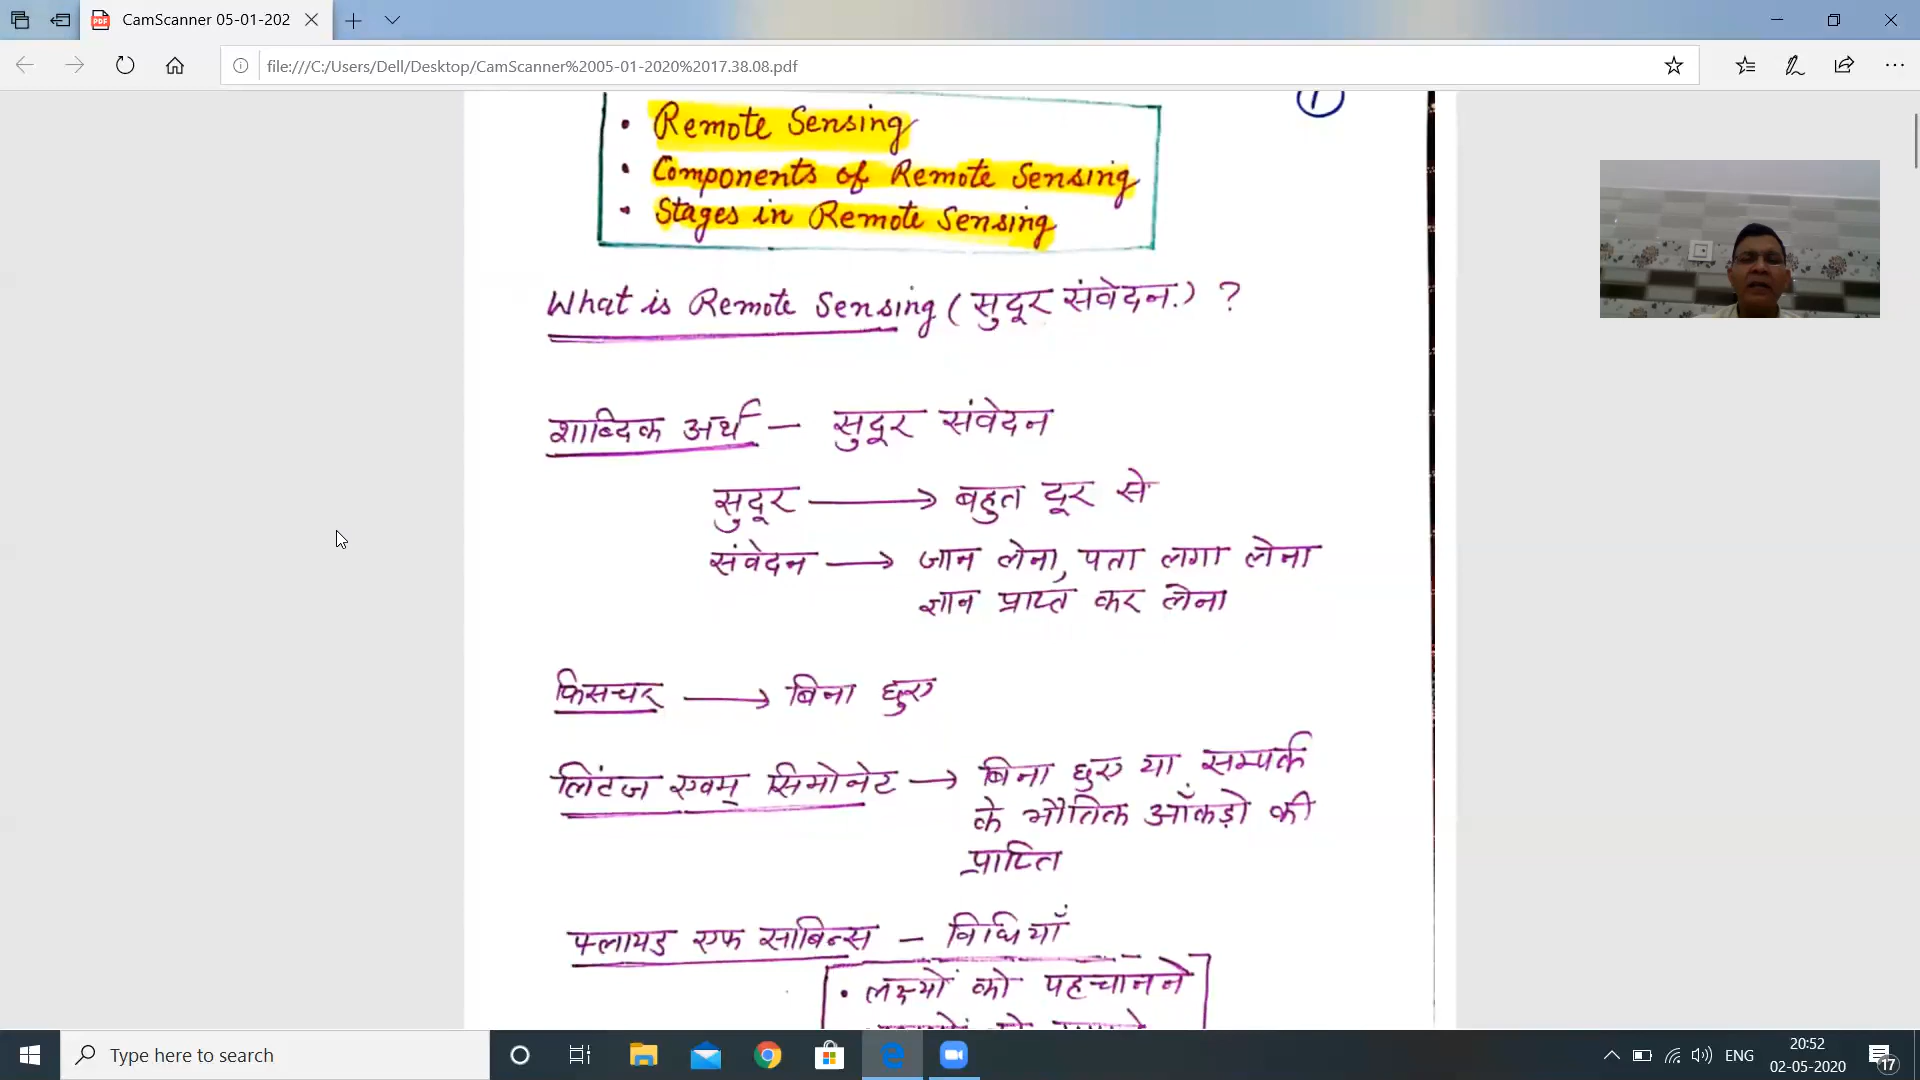 CamScanner 05-01-202
file:///C:/Users/Dell/Desktop/CamScanner%2005-01-2020%2017.38.08.pdf
1
• Remote Sensing
• Components of Remote Sensing
• Stages in Remote Sensing
What is Remote Sensing (सुदूर संवेदन.) ?
शाब्दिक अर्थ — सुदूर संवेदन
सुदूर → बहुत दूर से
संवेदन → जान लेना, पता लगा लेना
ज्ञान प्राप्त कर लेना
किसचर → बिना छुए
लिंटज एवम् सिमोनेट → बिना छुए या सम्पर्क
के भौतिक आँकड़ो की
प्राप्ति
फ्लायड एफ साबिन्स — विधियाँ
• लक्ष्यों को पहचानने
Type here to search
ENG
20:52
02-05-2020
17